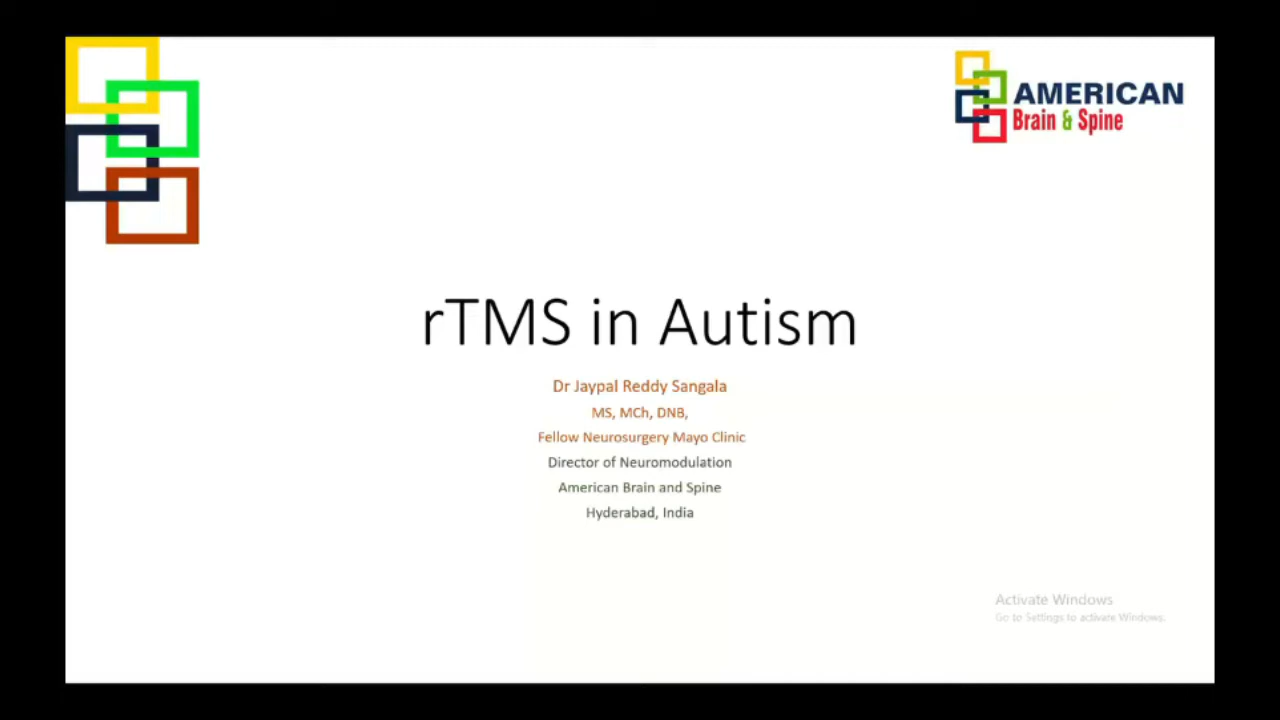 AMERICAN
Brain & Spine
rTMS in Autism
Dr Jaypal Reddy Sangala
MS, MCh, DNB,
Fellow Neurosurgery Mayo Clinic
Director of Neuromodulation
American Brain and Spine
Hyderabad, India
Activate Windows
Go to Settings to activate Windows.